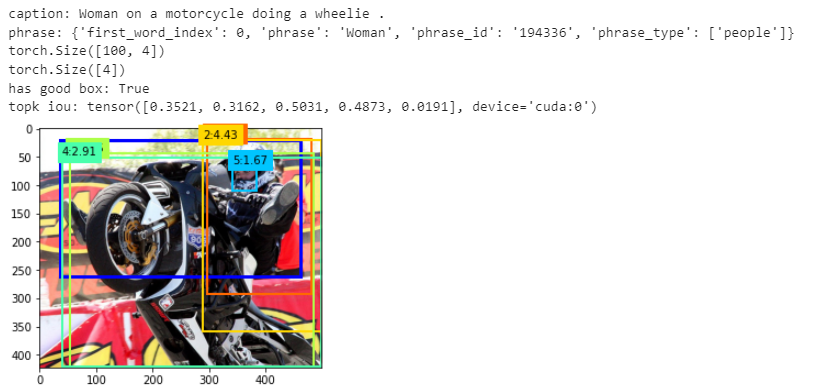 caption: Woman on a motorcycle doing a wheelie .
phrase: {'first_word_index': 0, 'phrase': 'Woman', 'phrase_id': '194336', 'phrase_type': ['people']}
torch.Size([100, 4])
torch.Size([4])
has good box: True
topk iou: tensor([0.3521, 0.3162, 0.5031, 0.4873, 0.0191], device='cuda:0')
0
2:4.43
4:2.91
5:1.67
50
100
150
200
250
300
350
400
0 100 200 300 400